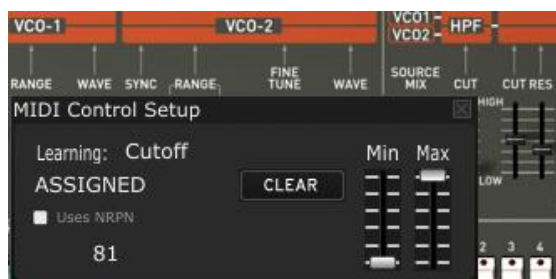 VCO-1 VCO-2 VCO1 HPF
VCO2
RANGE WAVE SYNC RANGE FINE TUNE WAVE SOURCE MIX CUT CUT RES
HIGH
MIDI Control Setup
Learning: Cutoff Min Max
ASSIGNED CLEAR LOW
Uses NRPN
81
2 3 4